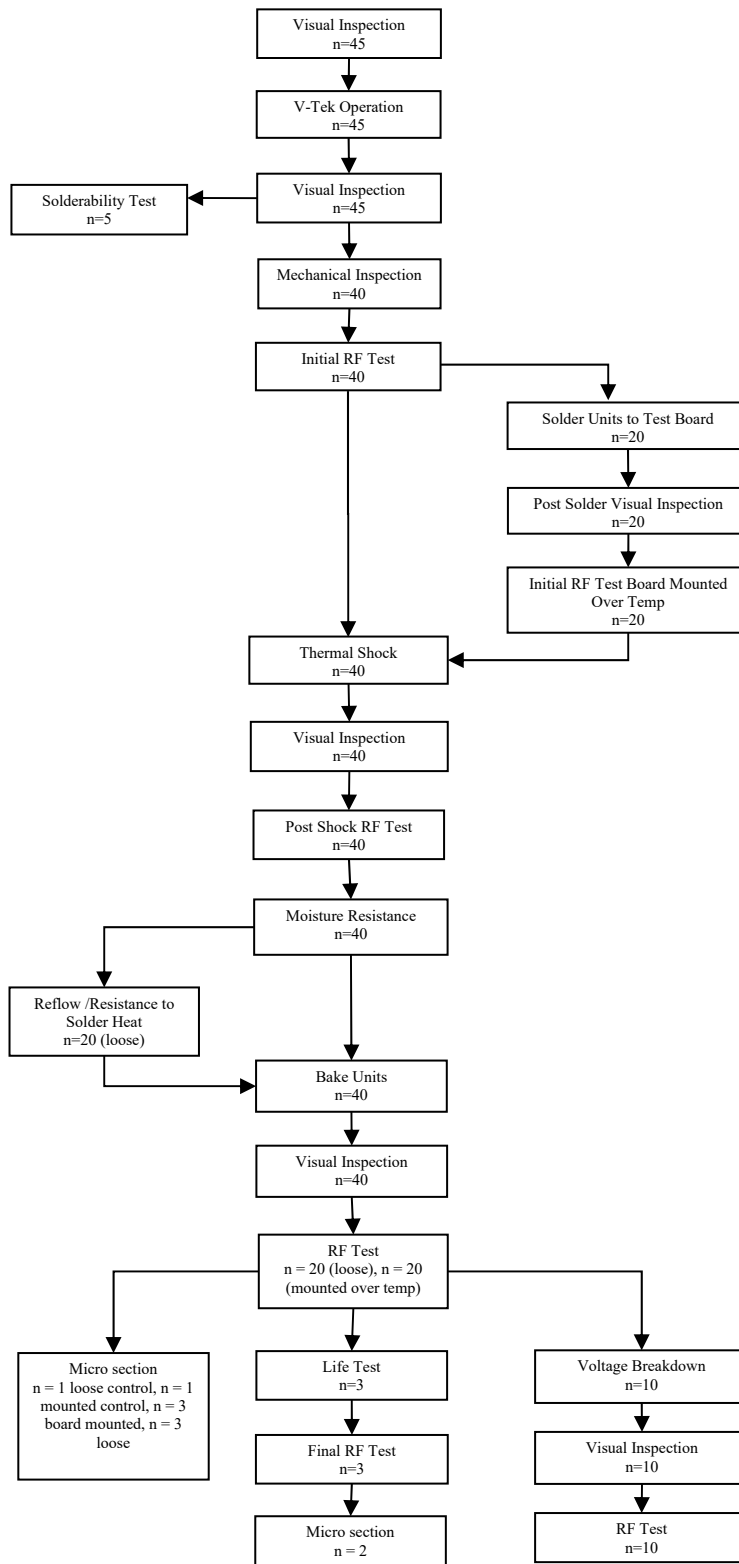 Visual Inspection
n=45
V-Tek Operation
n=45
Solderability Test
n=5
Visual Inspection
n=45
Mechanical Inspection
n=40
Initial RF Test
n=40
Solder Units to Test Board
n=20
Post Solder Visual Inspection
n=20
Initial RF Test Board Mounted
Over Temp
n=20
Thermal Shock
n=40
Visual Inspection
n=40
Post Shock RF Test
n=40
Moisture Resistance
n=40
Reflow /Resistance to
Solder Heat
n=20 (loose)
Bake Units
n=40
Visual Inspection
n=40
RF Test
n = 20 (loose), n = 20
(mounted over temp)
Micro section
n = 1 loose control, n = 1
mounted control, n = 3
board mounted, n = 3
loose
Life Test
n=3
Voltage Breakdown
n=10
Final RF Test
n=3
Visual Inspection
n=10
Micro section
n = 2
RF Test
n=10